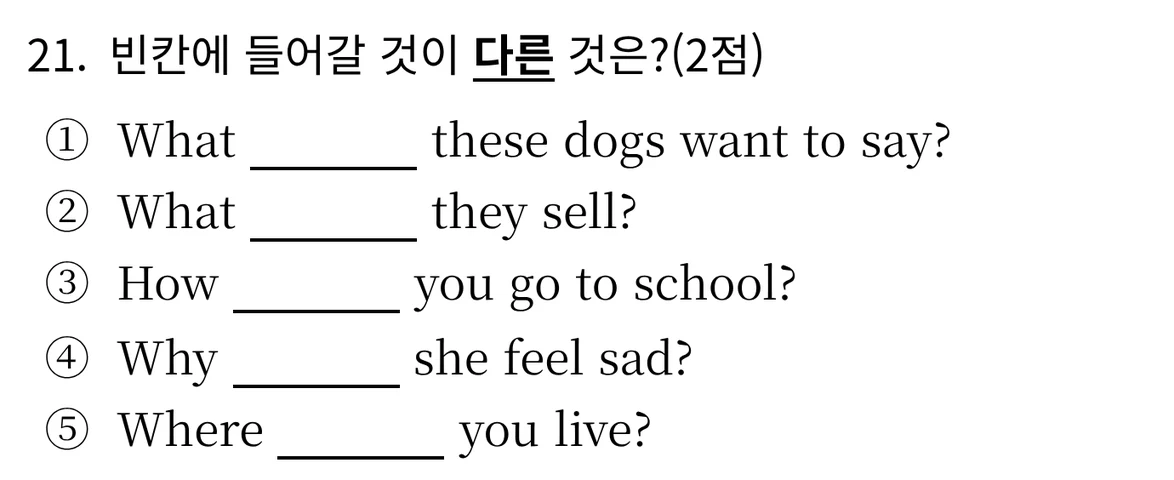 21. 빈칸에 들어갈 것이 다른 것은?(2점)
① What ______ these dogs want to say?
② What ______ they sell?
③ How ______ you go to school?
④ Why ______ she feel sad?
⑤ Where ______ you live?